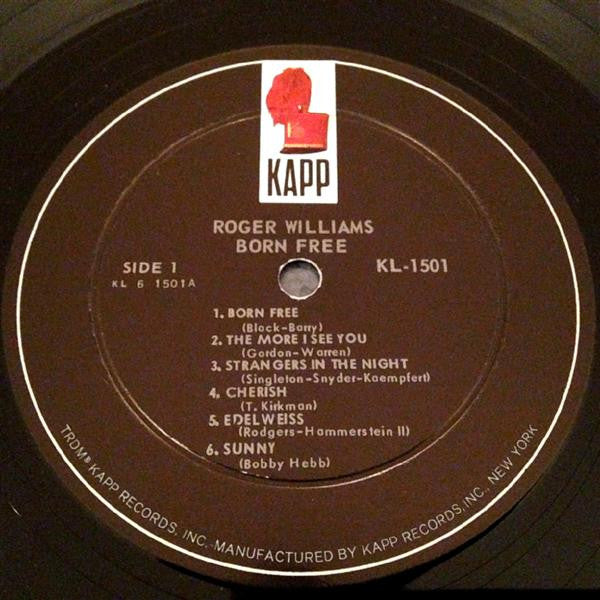 KAPP
ROGER WILLIAMS
BORN FREE
SIDE 1
KL-1501
KL 6 1501A
1. BORN FREE
(Black-Barry)
2. THE MORE I SEE YOU
(Gordon-Warren)
3. STRANGERS IN THE NIGHT
(Singleton-Snyder-Kaempfert)
4. CHERISH
(T. Kirkman)
5. EDELWEISS
(Rodgers-Hammerstein II)
6. SUNNY
(Bobby Hebb)
TRDM® KAPP RECORDS, INC. MANUFACTURED BY KAPP RECORDS, INC., NEW YORK